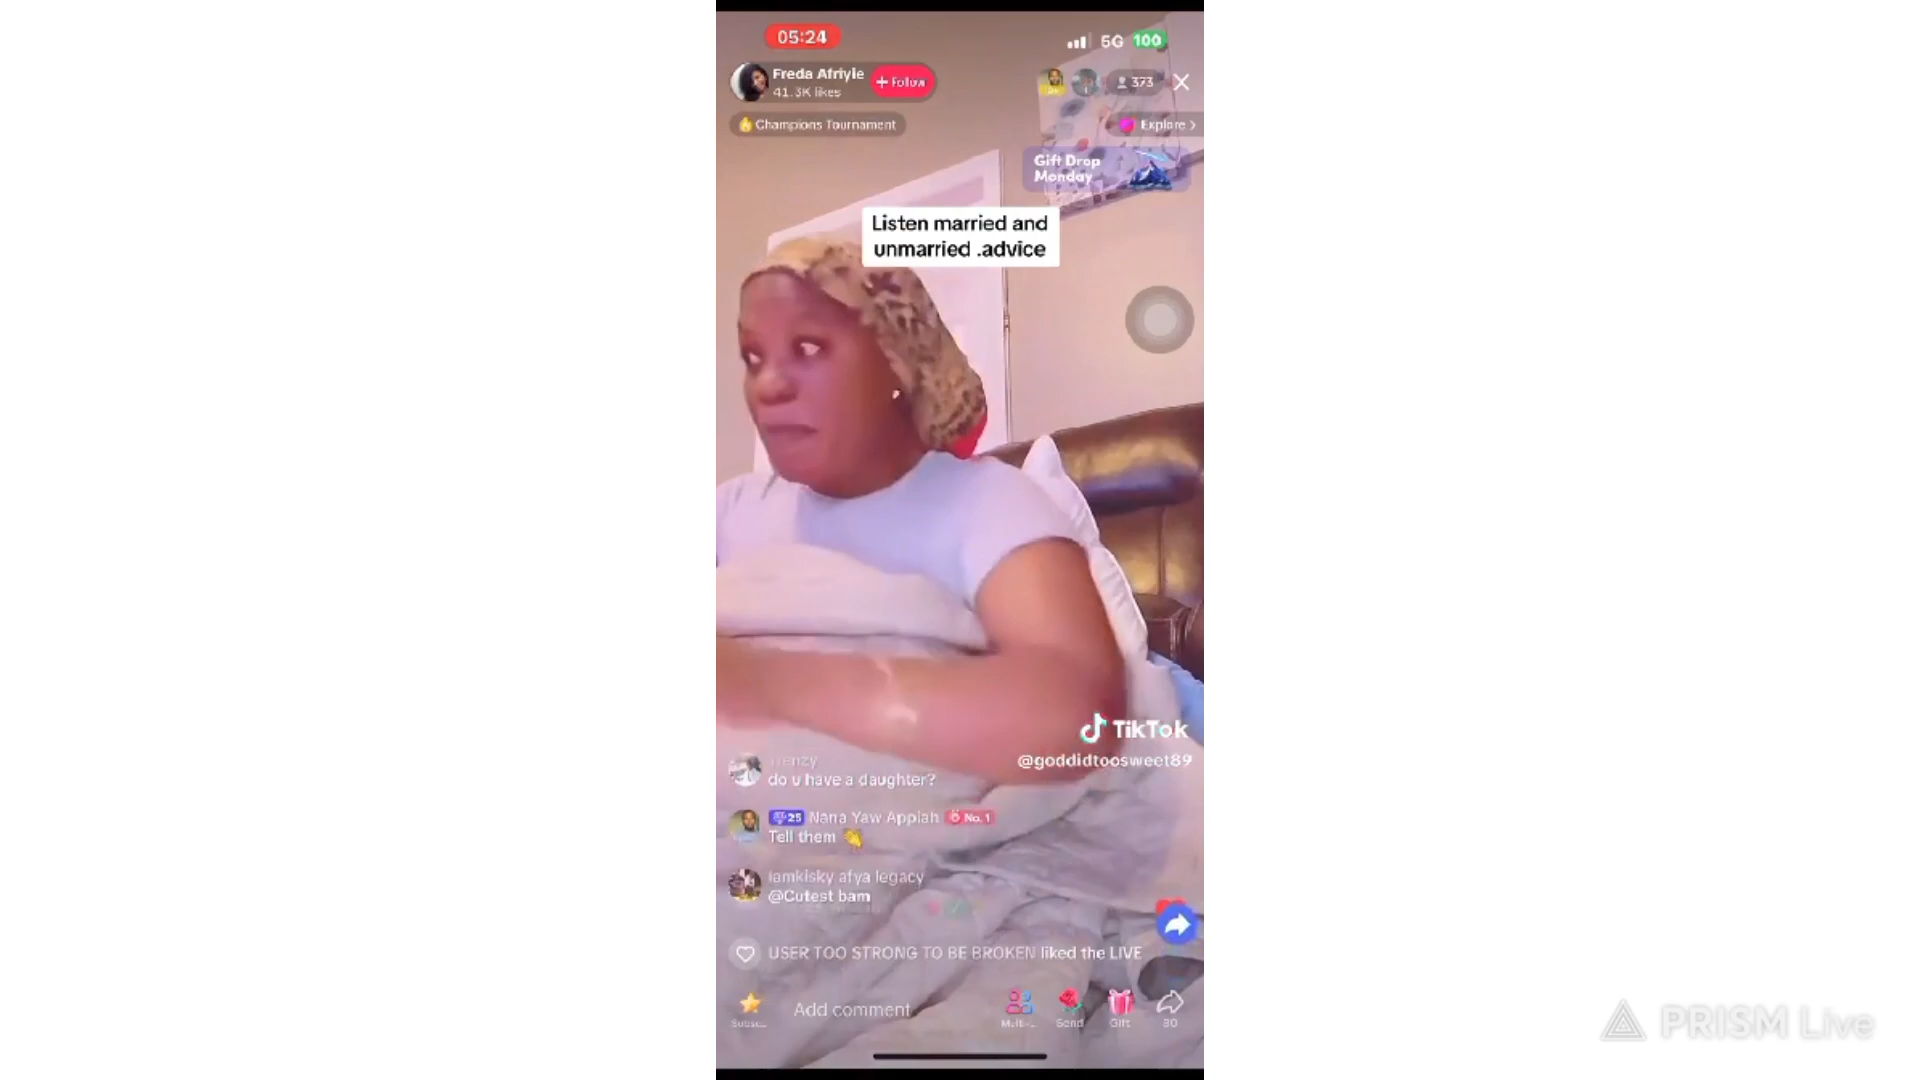 05:24
5G 100
Freda Afriyie
+ Follow
41.3K likes
373
Champions Tournament
Explore >
Gift Drop
Monday
Listen married and
unmarried .advice
TikTok
@goddidtoosweet89
do u have a daughter?
25 Nana Yaw Appiah No. 1
Tell them
iamkisky afya legacy
@Cutest bam
USER TOO STRONG TO BE BROKEN liked the LIVE
Subsc...
Add comment
Multi-...
Send
Gift
30
PRISM Live